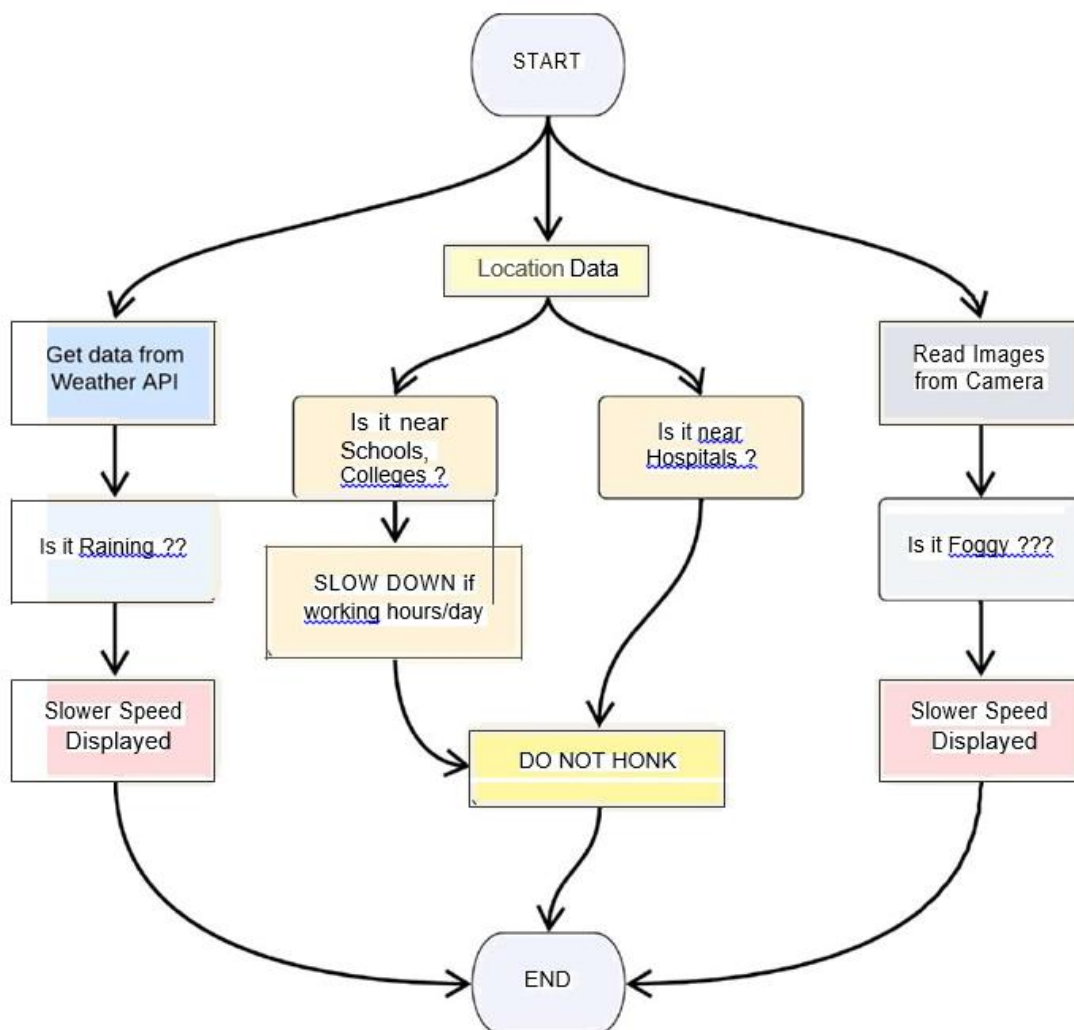 START
Location Data
Get data from
Weather API
Read Images
from Camera
Is it near
Schools,
Colleges ?
Is it near
Hospitals ?
Is it Raining ??
Is it Foggy ???
SLOW DOWN if
working hours/day
Slower Speed
Displayed
DO NOT HONK
Slower Speed
Displayed
END